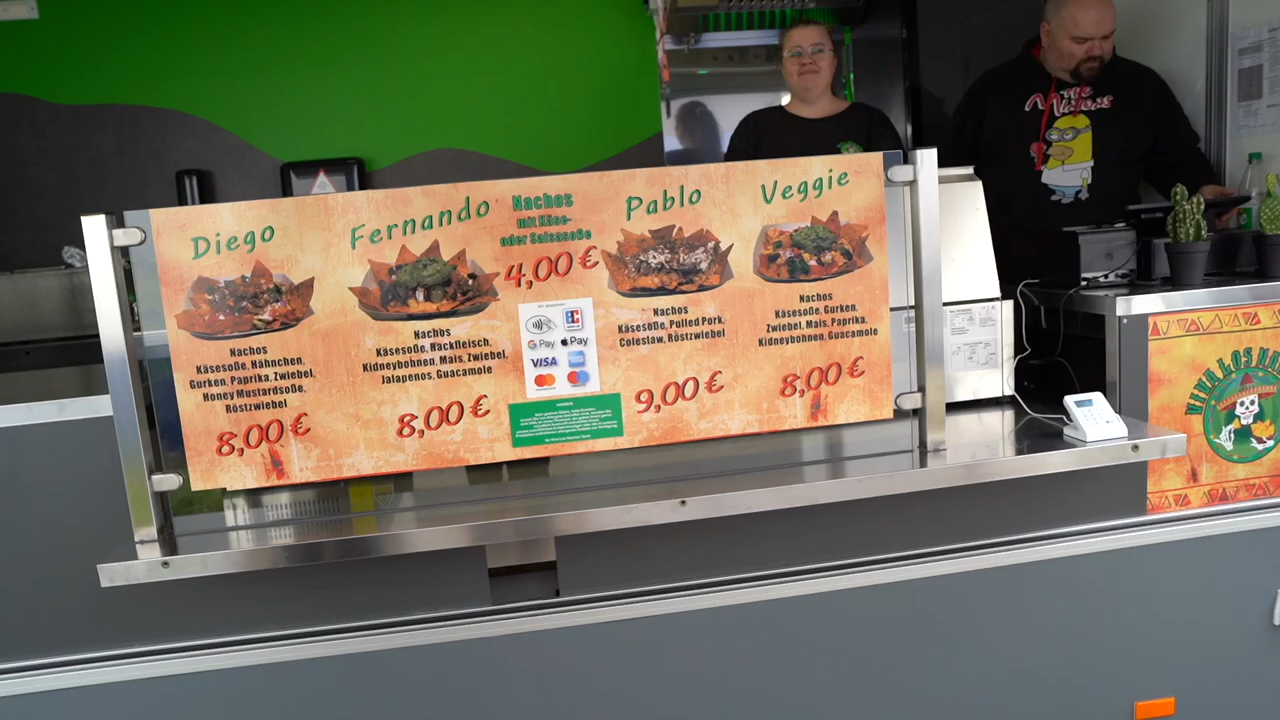 Diego
Nachos
Käsesoße, Hähnchen,
Gurken, Paprika, Zwiebel,
Honey Mustardsoße,
Röstzwiebel
8,00 €
Fernando
Nachos
Käsesoße, Hackfleisch,
Kidneybohnen, Mais, Zwiebel,
Jalapenos, Guacamole
8,00 €
Nachos
mit Käse-
oder Salsasoße
4,00 €
G Pay
Pay
VISA
Pablo
Nachos
Käsesoße, Pulled Pork,
Coleslaw, Röstzwiebel
9,00 €
Veggie
Nachos
Käsesoße, Gurken,
Zwiebel, Mais, Paprika,
Kidneybohnen, Guacamole
8,00 €
THE
VIVA LOS